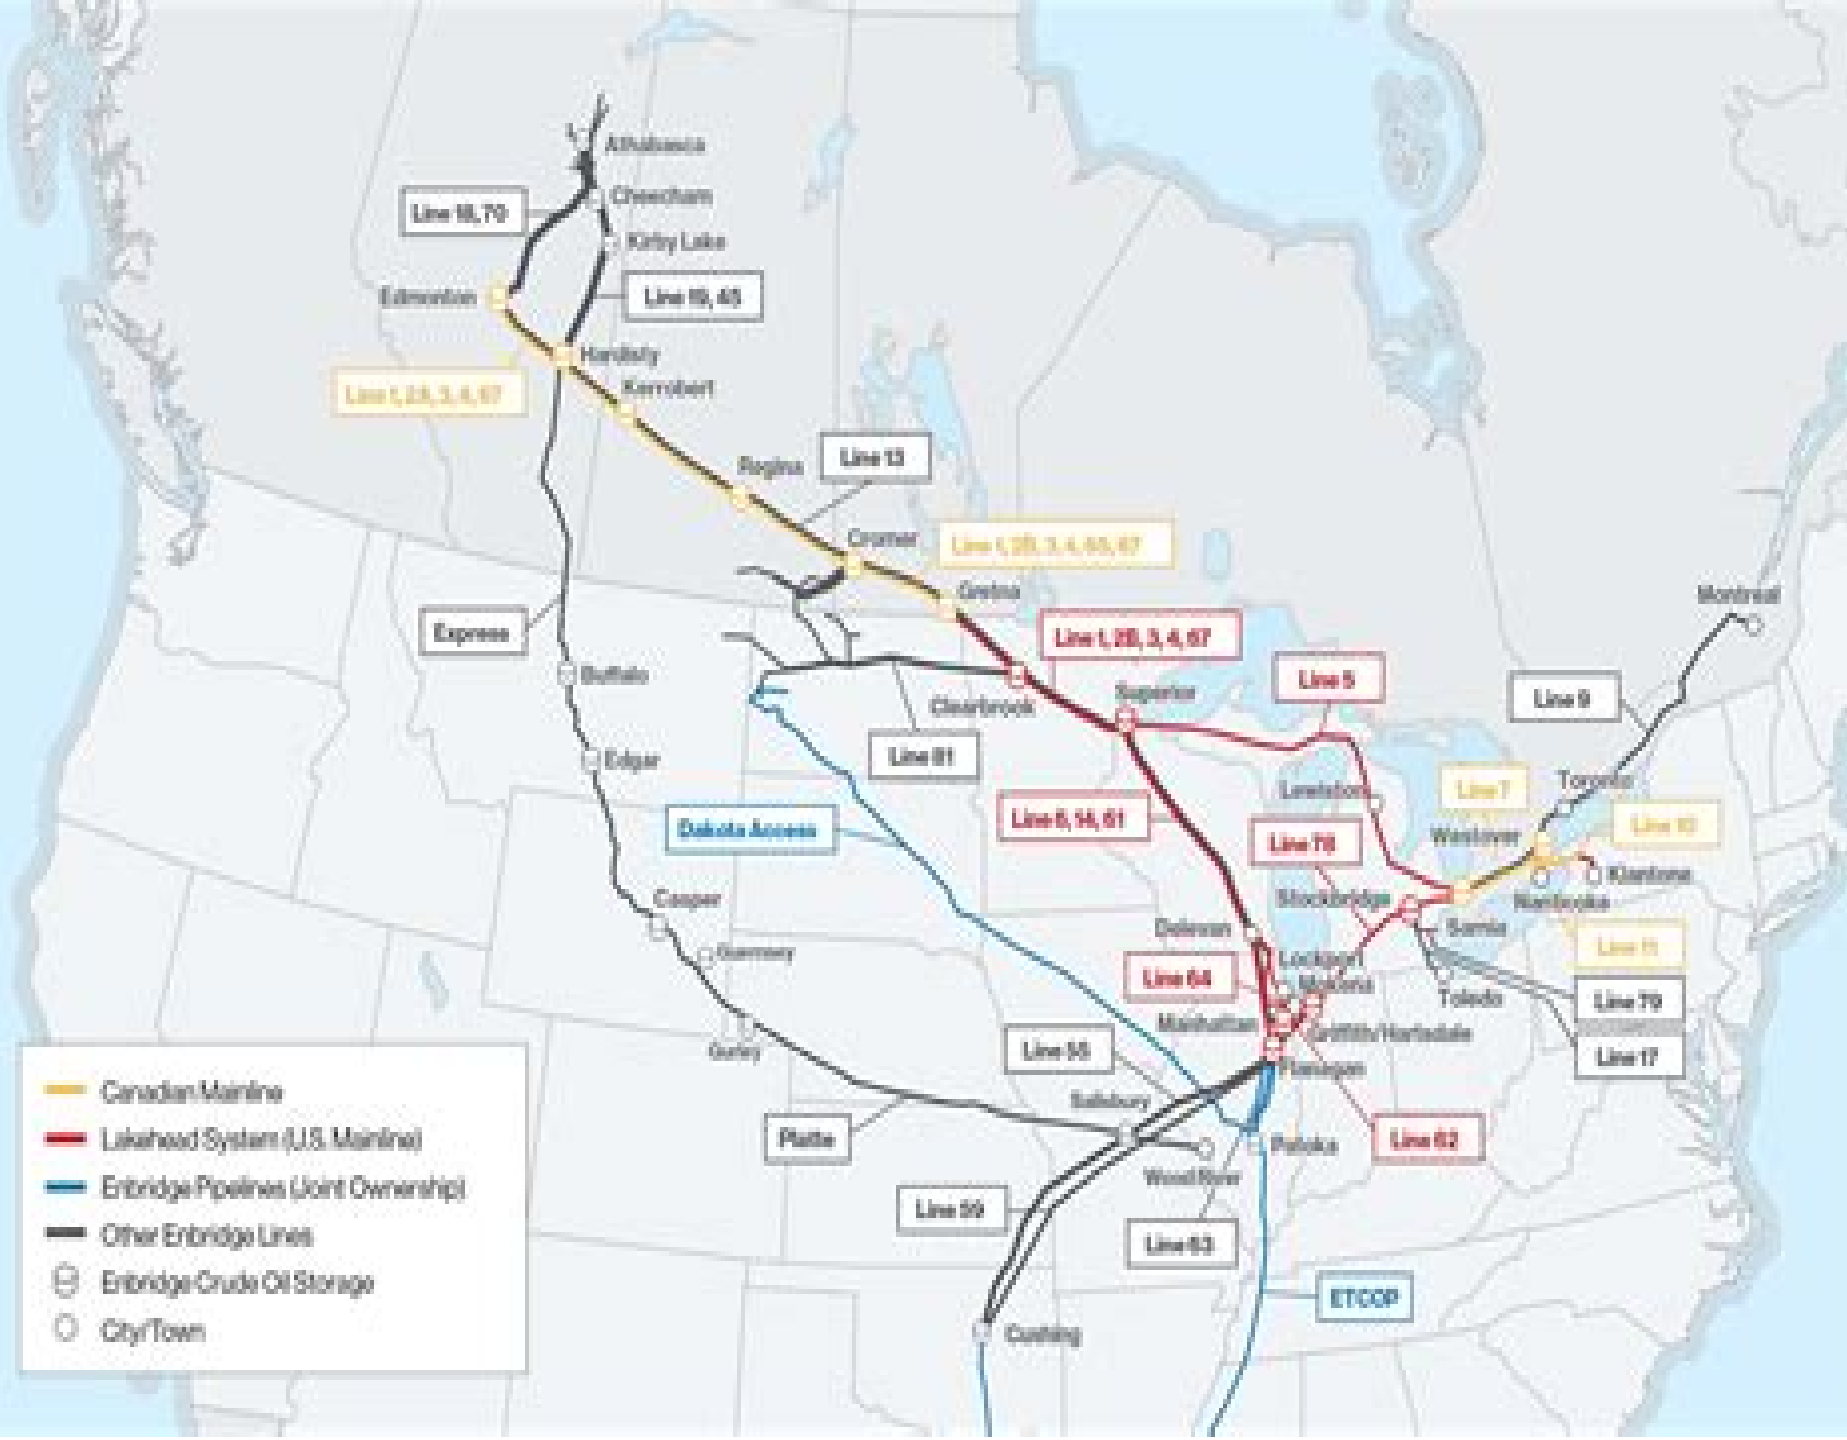 Athabasca
Cheecham
Line 18, 70
Kirby Lake
Edmonton
Line 19, 45
Hardisty
Kerrobert
Line 1, 2A, 3, 4, 67
Regina
Line 13
Cromer
Line 1, 2B, 3, 4, 65, 67
Gretna
Montreal
Express
Line 1, 2B, 3, 4, 67
Buffalo
Line 5
Superior
Line 9
Clearbrook
Edgar
Line 81
Toronto
Lewiston
Line 7
Line 6, 14, 61
Dakota Access
Line 10
Westover
Line 78
Kiantone
Casper
Stockbridge
Nanticoke
Delavan
Sarnia
Line 11
Guernsey
Lockport
Line 64
Mokena
Toledo
Line 79
Manhattan
Griffith/Hartsdale
Gurley
Line 55
Line 17
Flanagan
Canadian Mainline
Salisbury
Lakehead System (U.S. Mainline)
Platte
Line 62
Patoka
Wood River
Enbridge Pipelines (Joint Ownership)
Line 59
Other Enbridge Lines
Line 63
Enbridge Crude Oil Storage
ETCOP
City/Town
Cushing